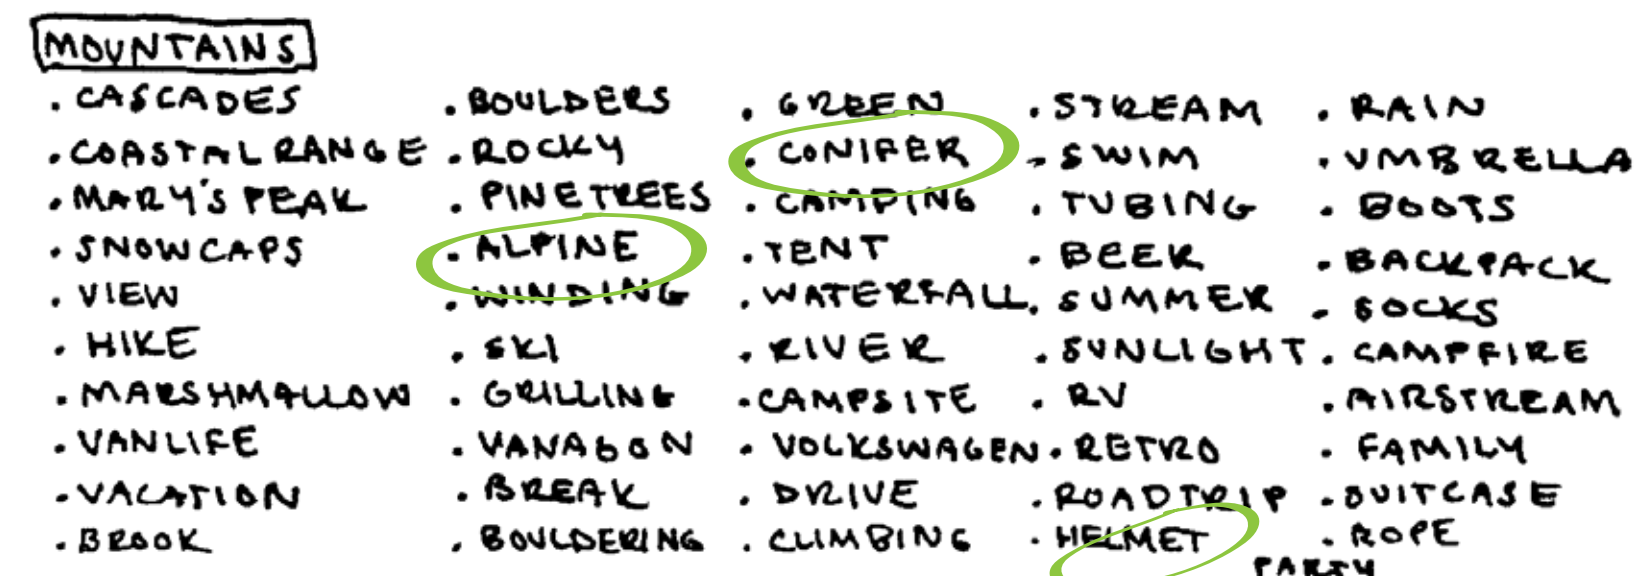 MOUNTAINS
• CASCADES
• COASTAL RANGE
• MARY'S PEAK
• SNOWCAPS
• VIEW
• HIKE
• MARSHMALLOW
• VANLIFE
• VACATION
• BROOK
• BOULDERS
• ROCKY
• PINE TREES
• ALPINE
• WINDING
• SKI
• GRILLING
• VANAGON
• BREAK
• BOULDERING
• GREEN
• CONIFER
• CAMPING
• TENT
• WATERFALL
• RIVER
• CAMPSITE
• VOLKSWAGEN
• DRIVE
• CLIMBING
• STREAM
• SWIM
• TUBING
• BEER
• SUMMER
• SUNLIGHT
• RV
• RETRO
• ROADTRIP
• HELMET
• RAIN
• UMBRELLA
• BOOTS
• BACKPACK
• SOCKS
• CAMPFIRE
• AIRSTREAM
• FAMILY
• SUITCASE
• ROPE
PARTY